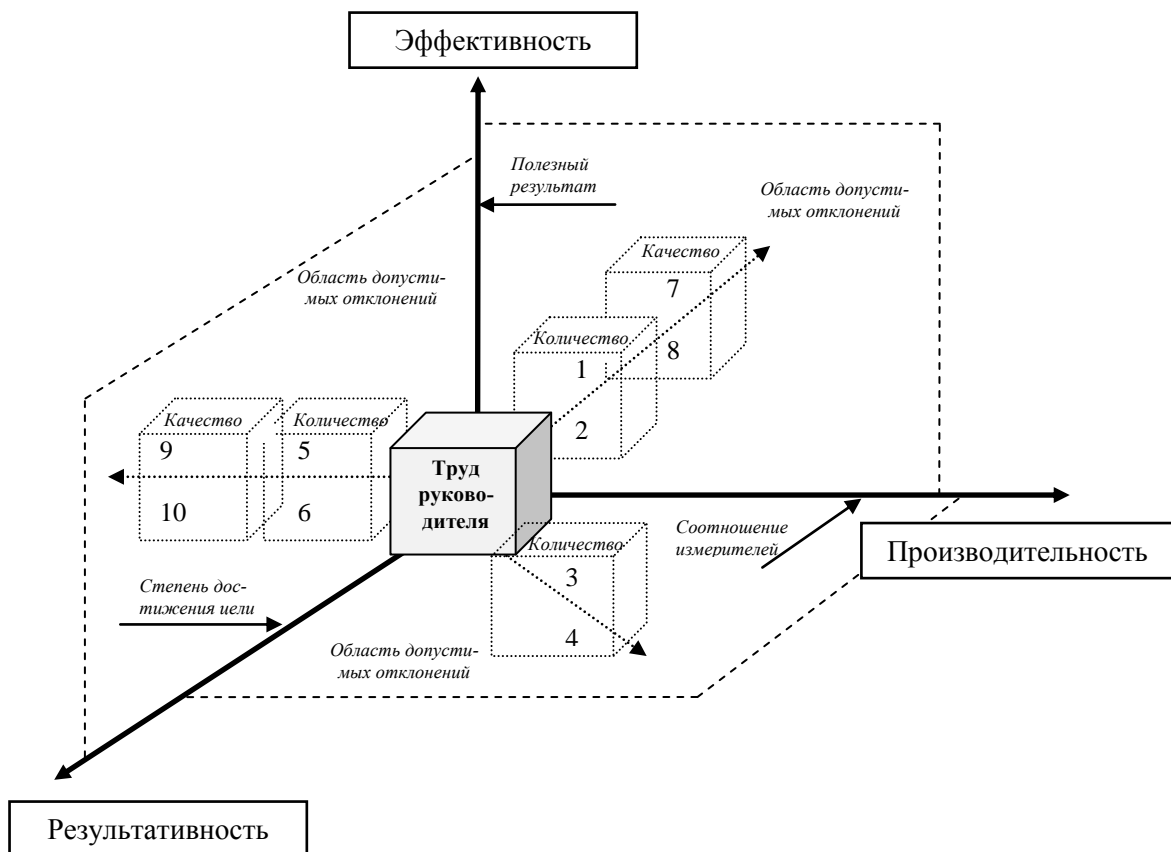 Эффективность
Полезный
результат
Область допусти-
мых отклонений
Качество
7
Область допусти-
мых отклонений
Количество
8
1
2
Качество
Количество
9
5
10
6
Труд
руково-
дителя
Соотношение
измерителей
Производительность
Количество
3
4
Степень дос-
тижения цели
Область допусти-
мых отклонений
Результативность